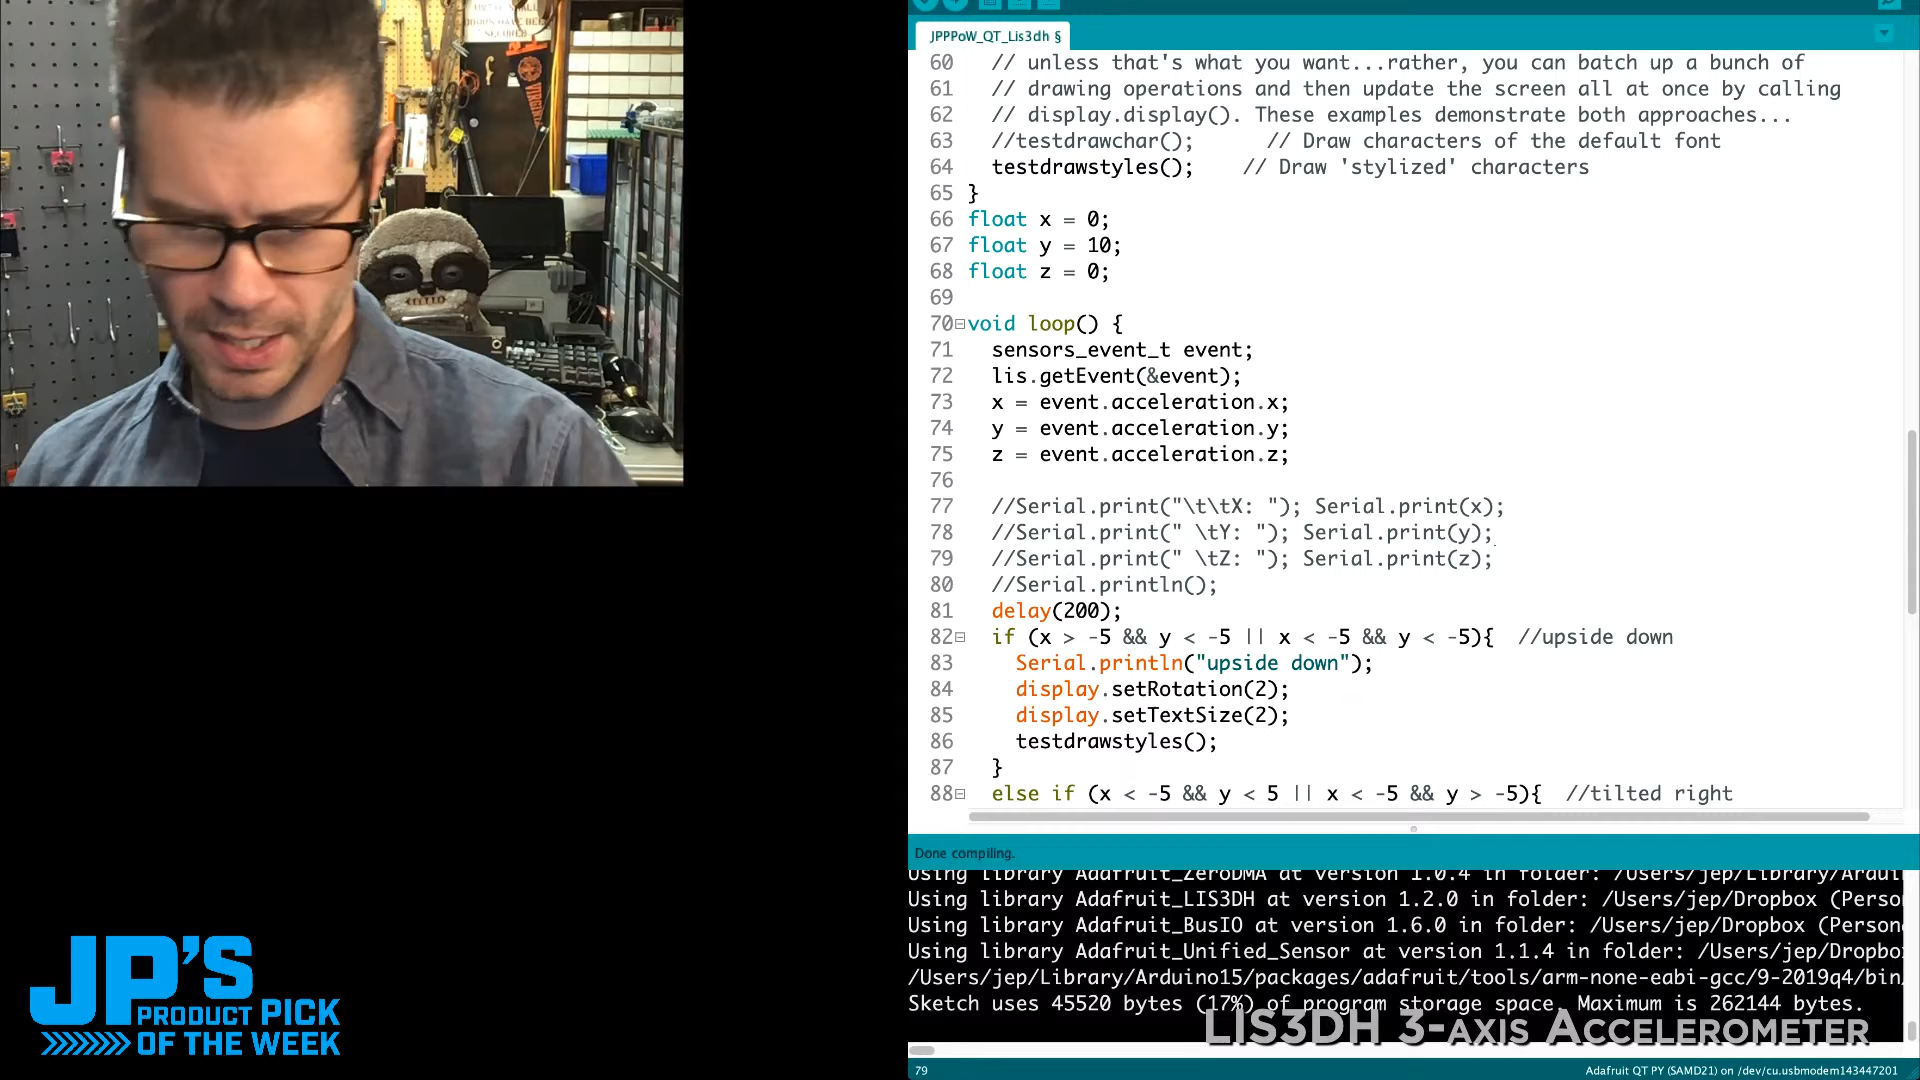 JPPPoW_QT_Lis3dh §
60 // unless that's what you want...rather, you can batch up a bunch of
61 // drawing operations and then update the screen all at once by calling
62 // display.display(). These examples demonstrate both approaches...
63 //testdrawchar(); // Draw characters of the default font
64 testdrawstyles(); // Draw 'stylized' characters
65 }
66 float x = 0;
67 float y = 10;
68 float z = 0;
69
70 void loop() {
71 sensors_event_t event;
72 lis.getEvent(&event);
73 x = event.acceleration.x;
74 y = event.acceleration.y;
75 z = event.acceleration.z;
76
77 //Serial.print("\t\tX: "); Serial.print(x);
78 //Serial.print(" \tY: "); Serial.print(y);
79 //Serial.print(" \tZ: "); Serial.print(z);
80 //Serial.println();
81 delay(200);
82 if (x > -5 && y < -5 || x < -5 && y < -5){ //upside down
83 Serial.println("upside down");
84 display.setRotation(2);
85 display.setTextSize(2);
86 testdrawstyles();
87 }
88 else if (x < -5 && y < 5 || x < -5 && y > -5){ //tilted right
Done compiling.
Using library Adafruit_ZeroDMA at version 1.0.4 in folder: /Users/jep/Library/Ardui
Using library Adafruit_LIS3DH at version 1.2.0 in folder: /Users/jep/Dropbox (Perso
Using library Adafruit_BusIO at version 1.6.0 in folder: /Users/jep/Dropbox (Person
Using library Adafruit_Unified_Sensor at version 1.1.4 in folder: /Users/jep/Dropbo
/Users/jep/Library/Arduino15/packages/adafruit/tools/arm-none-eabi-gcc/9-2019q4/bin
Sketch uses 45520 bytes (17%) of program storage space. Maximum is 262144 bytes.
LIS3DH 3-AXIS ACCELEROMETER
79
Adafruit QT PY (SAMD21) on /dev/cu.usbmodem143447201
JP'S
PRODUCT PICK
OF THE WEEK
VIRGINIA